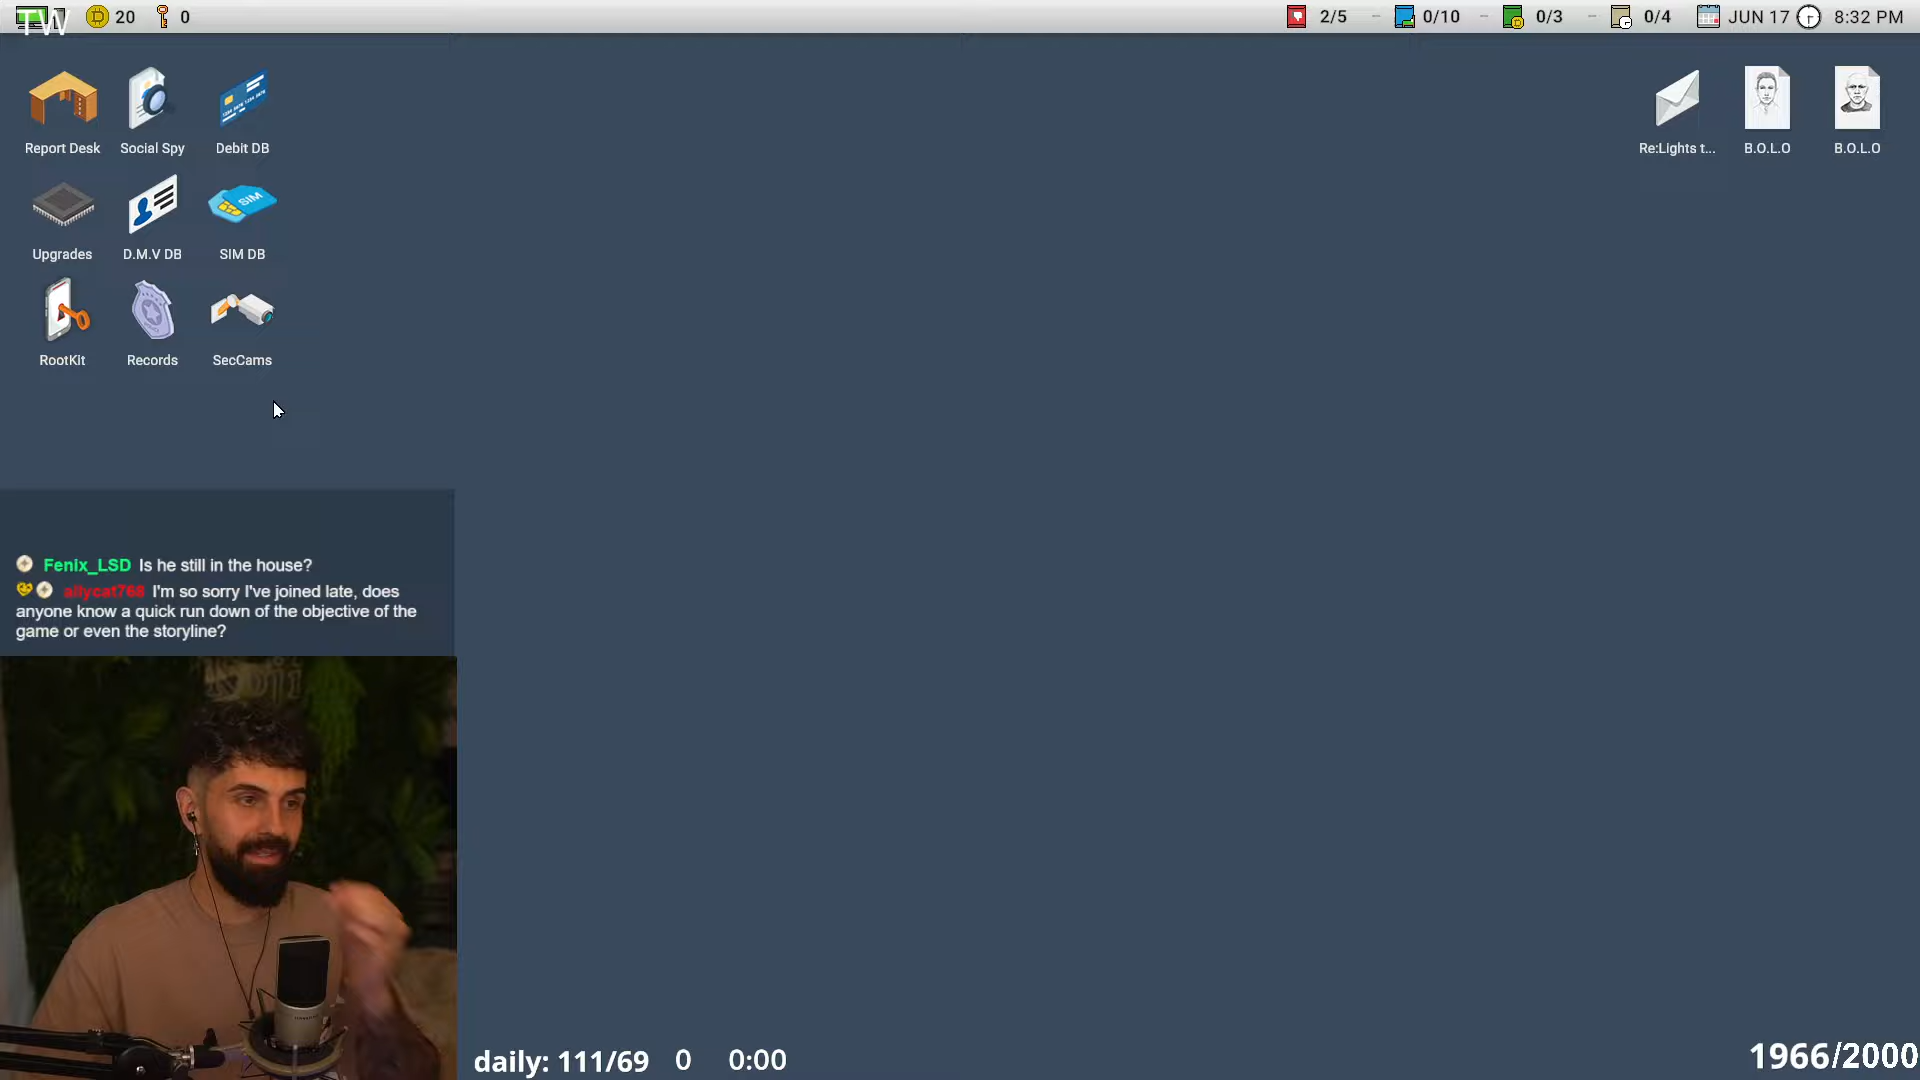 TW
20
0
2/5
0/10
0/3
0/4
JUN 17
8:32 PM
Report Desk
Social Spy
Debit DB
Upgrades
D.M.V DB
SIM DB
SIM
RootKit
Records
SecCams
Re:Lights t...
B.O.L.O
B.O.L.O
Fenix_LSD Is he still in the house?
allycat768 I'm so sorry I've joined late, does
anyone know a quick run down of the objective of the
game or even the storyline?
daily: 111/69 0 0:00
1966/2000